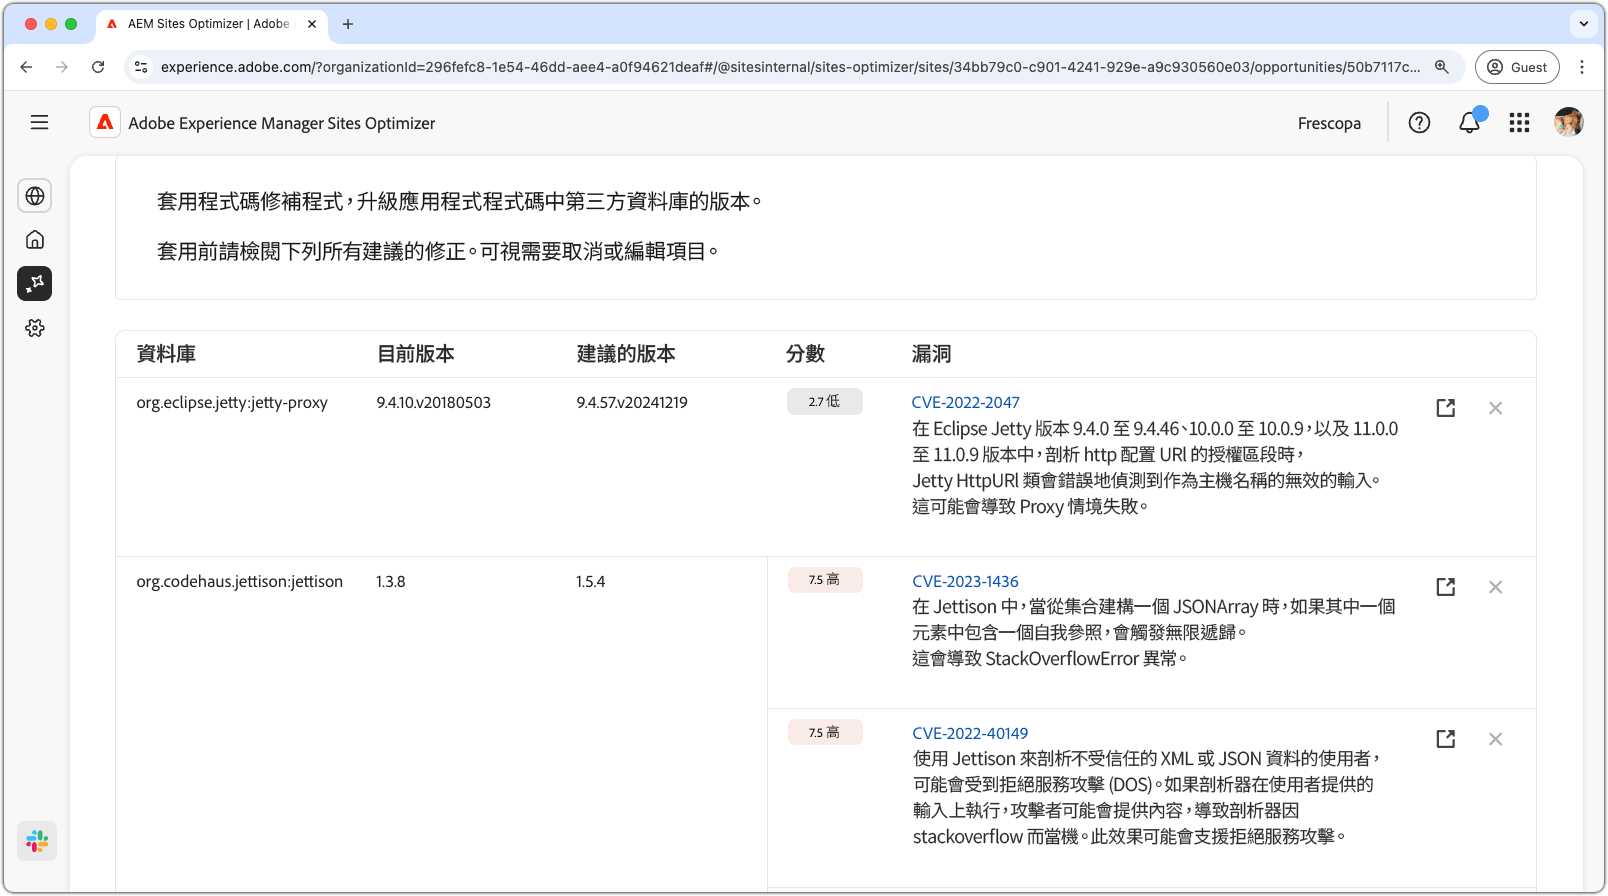 AEM Sites Optimizer | Adobe
experience.adobe.com/?organizationId=296fefc8-1e54-46dd-aee4-a0f94621deaf#/@sitesinternal/sites-optimizer/sites/34bb79c0-c901-4241-929e-a9c930560e03/opportunities/50b7117c...
Guest
Adobe Experience Manager Sites Optimizer
Frescopa
套用程式碼修補程式，升級應用程式程式碼中第三方資料庫的版本。
套用前請檢閱下列所有建議的修正。可視需要取消或編輯項目。
資料庫 目前版本 建議的版本 分數 漏洞
org.eclipse.jetty:jetty-proxy 9.4.10.v20180503 9.4.57.v20241219 2.7 低 CVE-2022-2047
在 Eclipse Jetty 版本 9.4.0 至 9.4.46、10.0.0 至 10.0.9，以及 11.0.0
至 11.0.9 版本中，剖析 http 配置 URl 的授權區段時，
Jetty HttpURl 類會錯誤地偵測到作為主機名稱的無效的輸入。
這可能會導致 Proxy 情境失敗。
org.codehaus.jettison:jettison 1.3.8 1.5.4 7.5 高 CVE-2023-1436
在 Jettison 中，當從集合建構一個 JSONArray 時，如果其中一個
元素中包含一個自我參照，會觸發無限遞歸。
這會導致 StackOverflowError 異常。
7.5 高 CVE-2022-40149
使用 Jettison 來剖析不受信任的 XML 或 JSON 資料的使用者，
可能會受到拒絕服務攻擊 (DOS)。如果剖析器在使用者提供的
輸入上執行，攻擊者可能會提供內容，導致剖析器因
stackoverflow 而當機。此效果可能會支援拒絕服務攻擊。